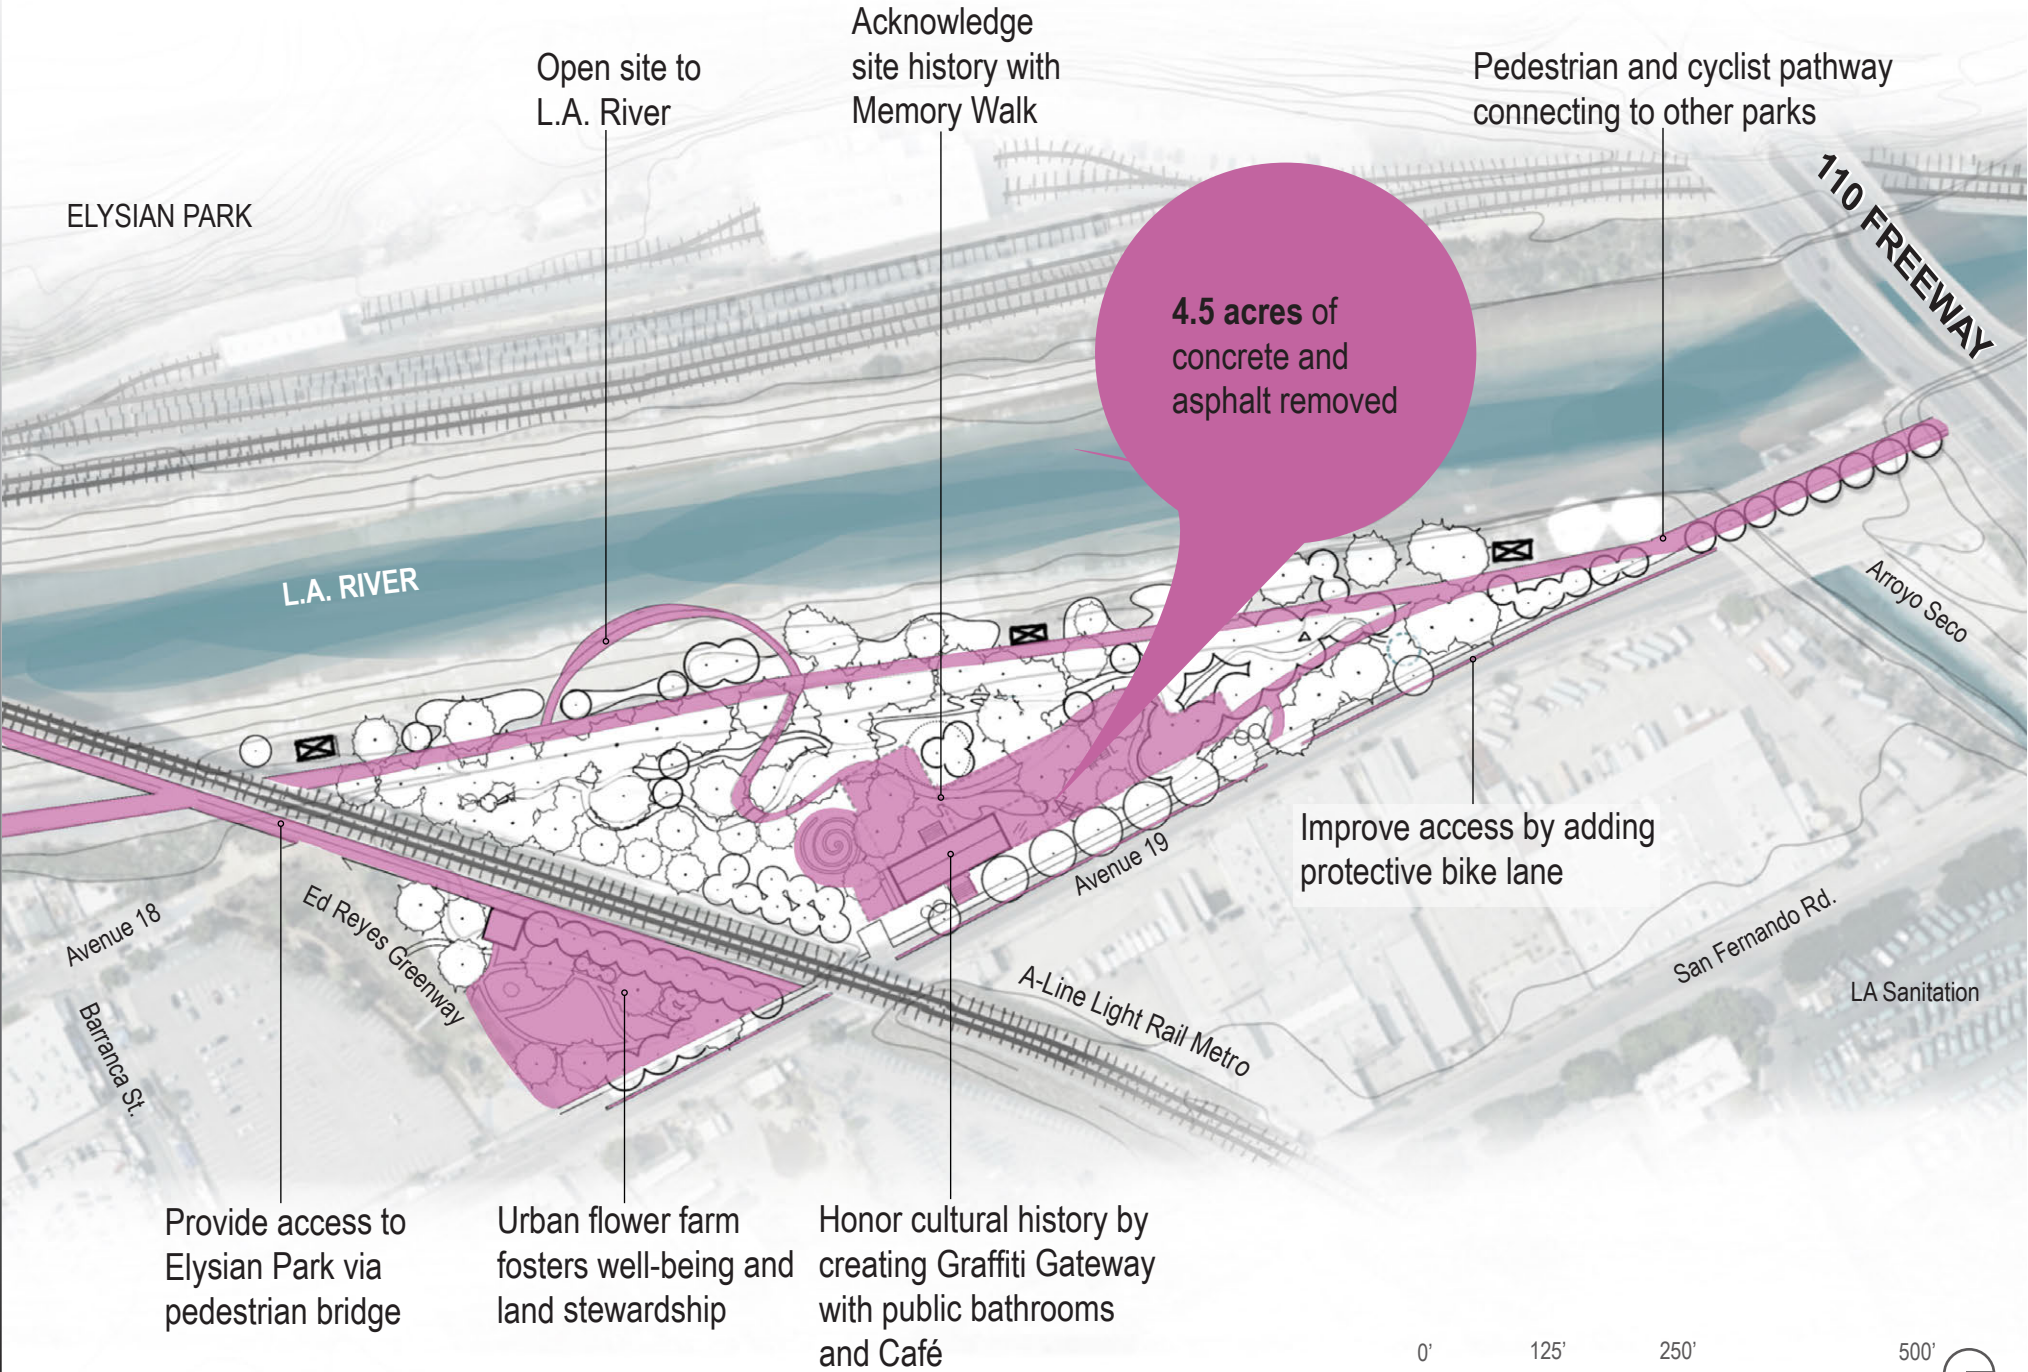 Acknowledge
site history with
Memory Walk
Open site to
L.A. River
Pedestrian and cyclist pathway
connecting to other parks
ELYSIAN PARK
110 FREEWAY
4.5 acres of
concrete and
asphalt removed
L.A. RIVER
Arroyo Seco
Improve access by adding
protective bike lane
Avenue 19
Avenue 18
Ed Reyes Greenway
San Fernando Rd.
A-Line Light Rail Metro
LA Sanitation
Barranca St.
Provide access to
Elysian Park via
pedestrian bridge
Urban flower farm
fosters well-being and
land stewardship
Honor cultural history by
creating Graffiti Gateway
with public bathrooms
and Café
0' 125' 250' 500'